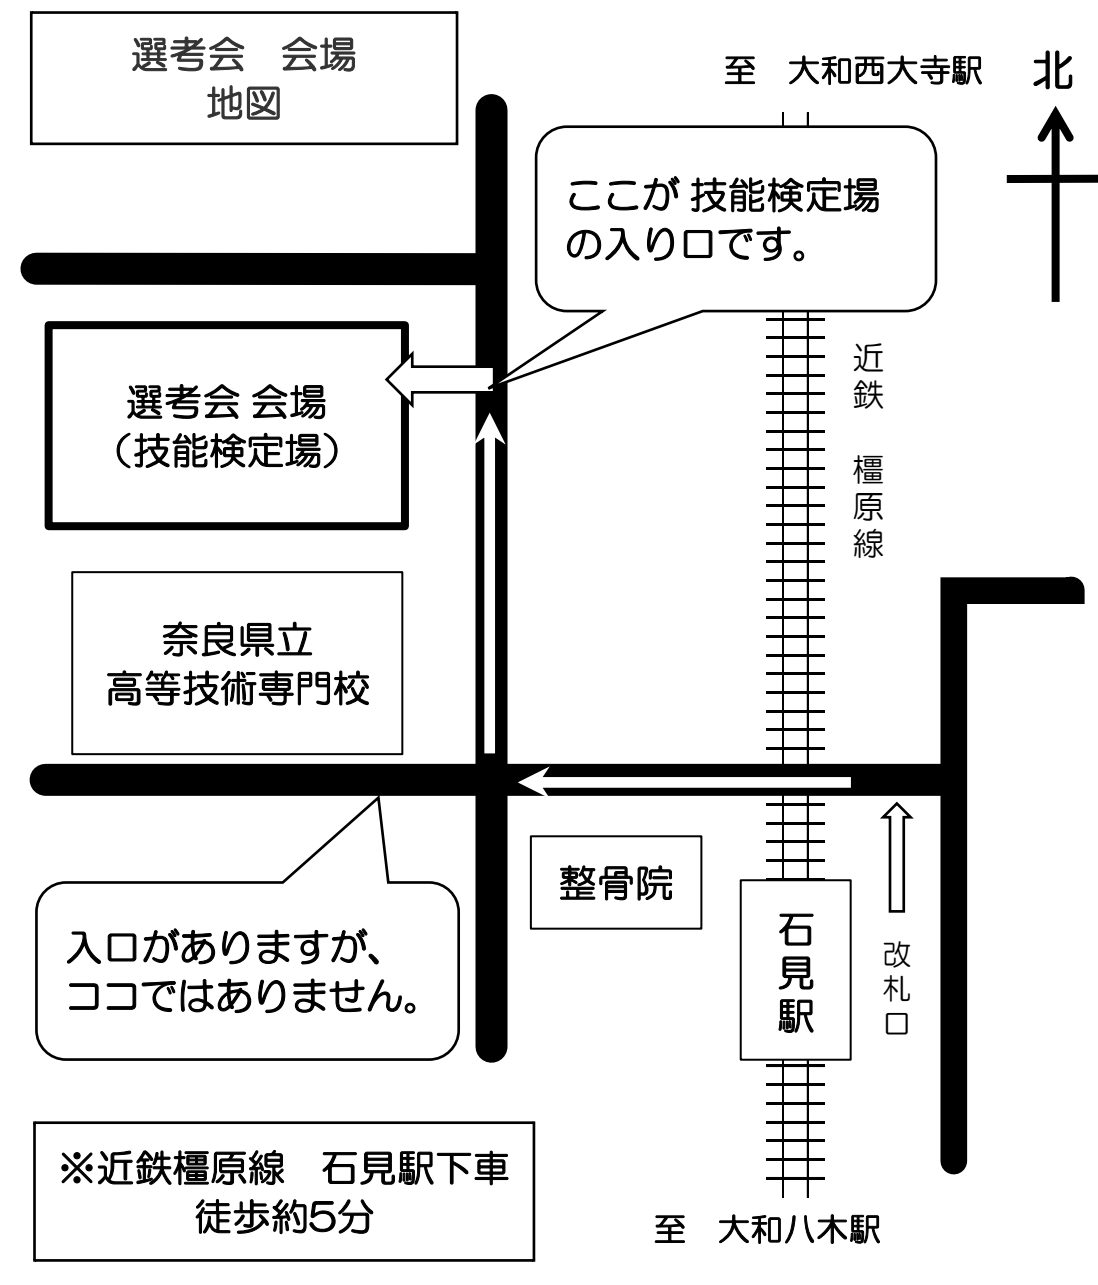 選考会　会場
地図
至　大和西大寺駅
北
ここが 技能検定場
の入り口です。
近鉄　橿原線
選考会 会場
（技能検定場）
奈良県立
高等技術専門校
整骨院
石見駅
改札口
入口がありますが、
ココではありません。
※近鉄橿原線　石見駅下車
徒歩約5分
至　大和八木駅